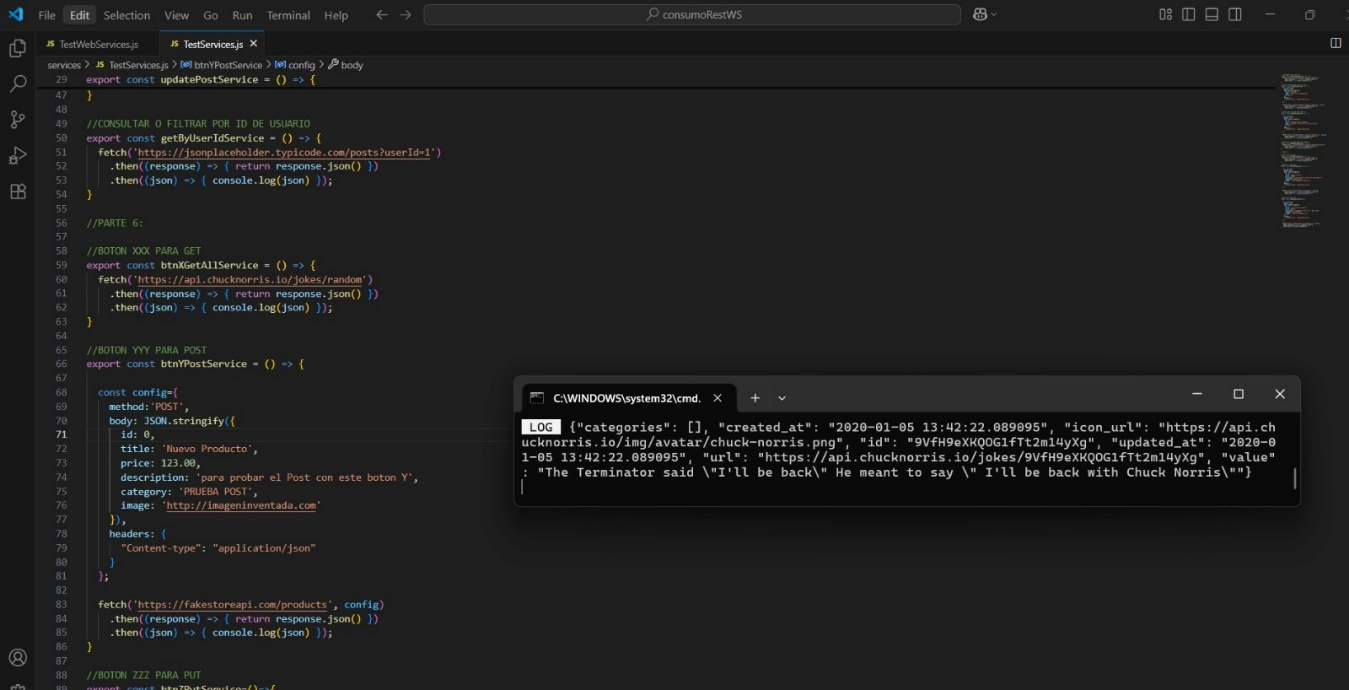 File Edit Selection View Go Run Terminal Help
consumoRestWS
JS TestWebServices.js
JS TestServices.js
services > JS TestServices.js > btnYPostService > config > body
29 export const updatePostService = () => {
47 }
48
49 //CONSULTAR O FILTRAR POR ID DE USUARIO
50 export const getByUserIdService = () => {
51 fetch('https://jsonplaceholder.typicode.com/posts?userId=1')
52 .then((response) => { return response.json() })
53 .then((json) => { console.log(json) });
54 }
55
56 //PARTE 6:
57
58 //BOTON XXX PARA GET
59 export const btnXGetAllService = () => {
60 fetch('https://api.chucknorris.io/jokes/random')
61 .then((response) => { return response.json() })
62 .then((json) => { console.log(json) });
63 }
64
65 //BOTON YYY PARA POST
66 export const btnYPostService = () => {
67
68 const config={
69 method:'POST',
70 body: JSON.stringify({
71 id: 0,
72 title: 'Nuevo Producto',
73 price: 123.00,
74 description: 'para probar el Post con este boton Y',
75 category: 'PRUEBA POST',
76 image: 'http://imageninventada.com'
77 }),
78 headers: {
79 "Content-type": "application/json"
80 }
81 };
82
83 fetch('https://fakestoreapi.com/products', config)
84 .then((response) => { return response.json() })
85 .then((json) => { console.log(json) });
86 }
87
88 //BOTON ZZZ PARA PUT
89 export const btnZPutService=()=>{
C:\WINDOWS\system32\cmd.
LOG {"categories": [], "created_at": "2020-01-05 13:42:22.089095", "icon_url": "https://api.ch
ucknorris.io/img/avatar/chuck-norris.png", "id": "9VfH9eXKQOG1fTt2m14yXg", "updated_at": "2020-0
1-05 13:42:22.089095", "url": "https://api.chucknorris.io/jokes/9VfH9eXKQOG1fTt2m14yXg", "value"
: "The Terminator said \"I'll be back\" He meant to say \" I'll be back with Chuck Norris\""}